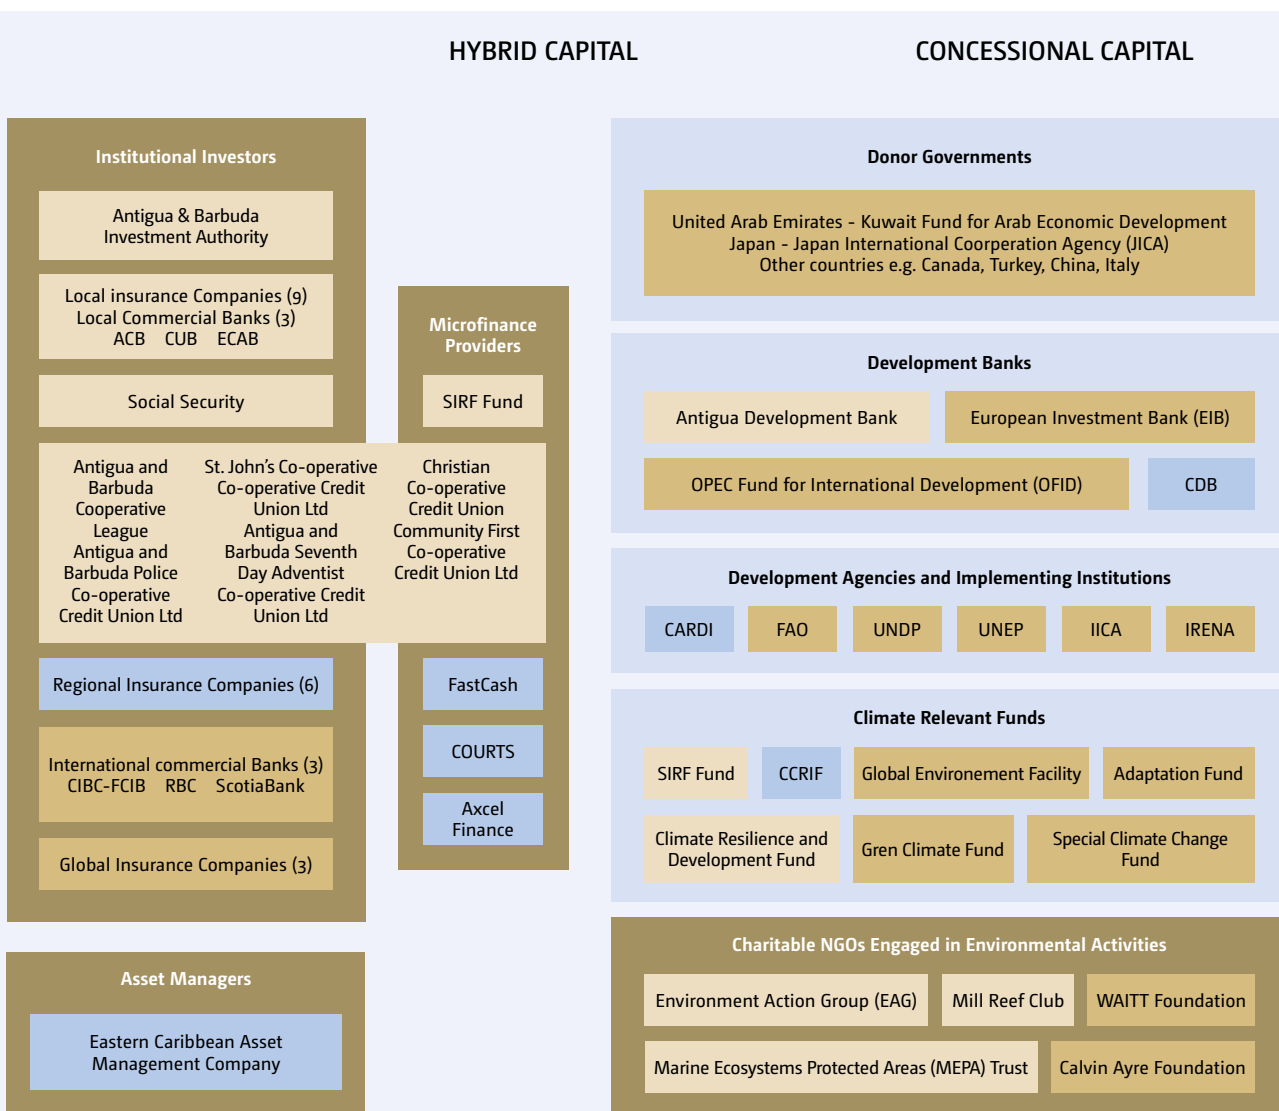 HYBRID CAPITAL
CONCESSIONAL CAPITAL
Institutional Investors
Antigua & Barbuda
Investment Authority
Local insurance Companies (9)
Local Commercial Banks (3)
ACB CUB ECAB
Social Security
Antigua and
Barbuda
Cooperative
League
Antigua and
Barbuda Police
Co-operative
Credit Union Ltd
St. John's Co-operative
Co-operative Credit
Union Ltd
Antigua and
Barbuda Seventh
Day Adventist
Co-operative Credit
Union Ltd
Christian
Co-operative
Credit Union
Community First
Co-operative
Credit Union Ltd
Regional Insurance Companies (6)
International commercial Banks (3)
CIBC-FCIB RBC ScotiaBank
Global Insurance Companies (3)
Asset Managers
Eastern Caribbean Asset
Management Company
Microfinance
Providers
SIRF Fund
FastCash
COURTS
Axcel
Finance
Donor Governments
United Arab Emirates - Kuwait Fund for Arab Economic Development
Japan - Japan International Coorperation Agency (JICA)
Other countries e.g. Canada, Turkey, China, Italy
Development Banks
Antigua Development Bank
European Investment Bank (EIB)
OPEC Fund for International Development (OFID)
CDB
Development Agencies and Implementing Institutions
CARDI
FAO
UNDP
UNEP
IICA
IRENA
Climate Relevant Funds
SIRF Fund
CCRIF
Global Environement Facility
Adaptation Fund
Climate Resilience and
Development Fund
Gren Climate Fund
Special Climate Change
Fund
Charitable NGOs Engaged in Environmental Activities
Environment Action Group (EAG)
Mill Reef Club
WAITT Foundation
Marine Ecosystems Protected Areas (MEPA) Trust
Calvin Ayre Foundation